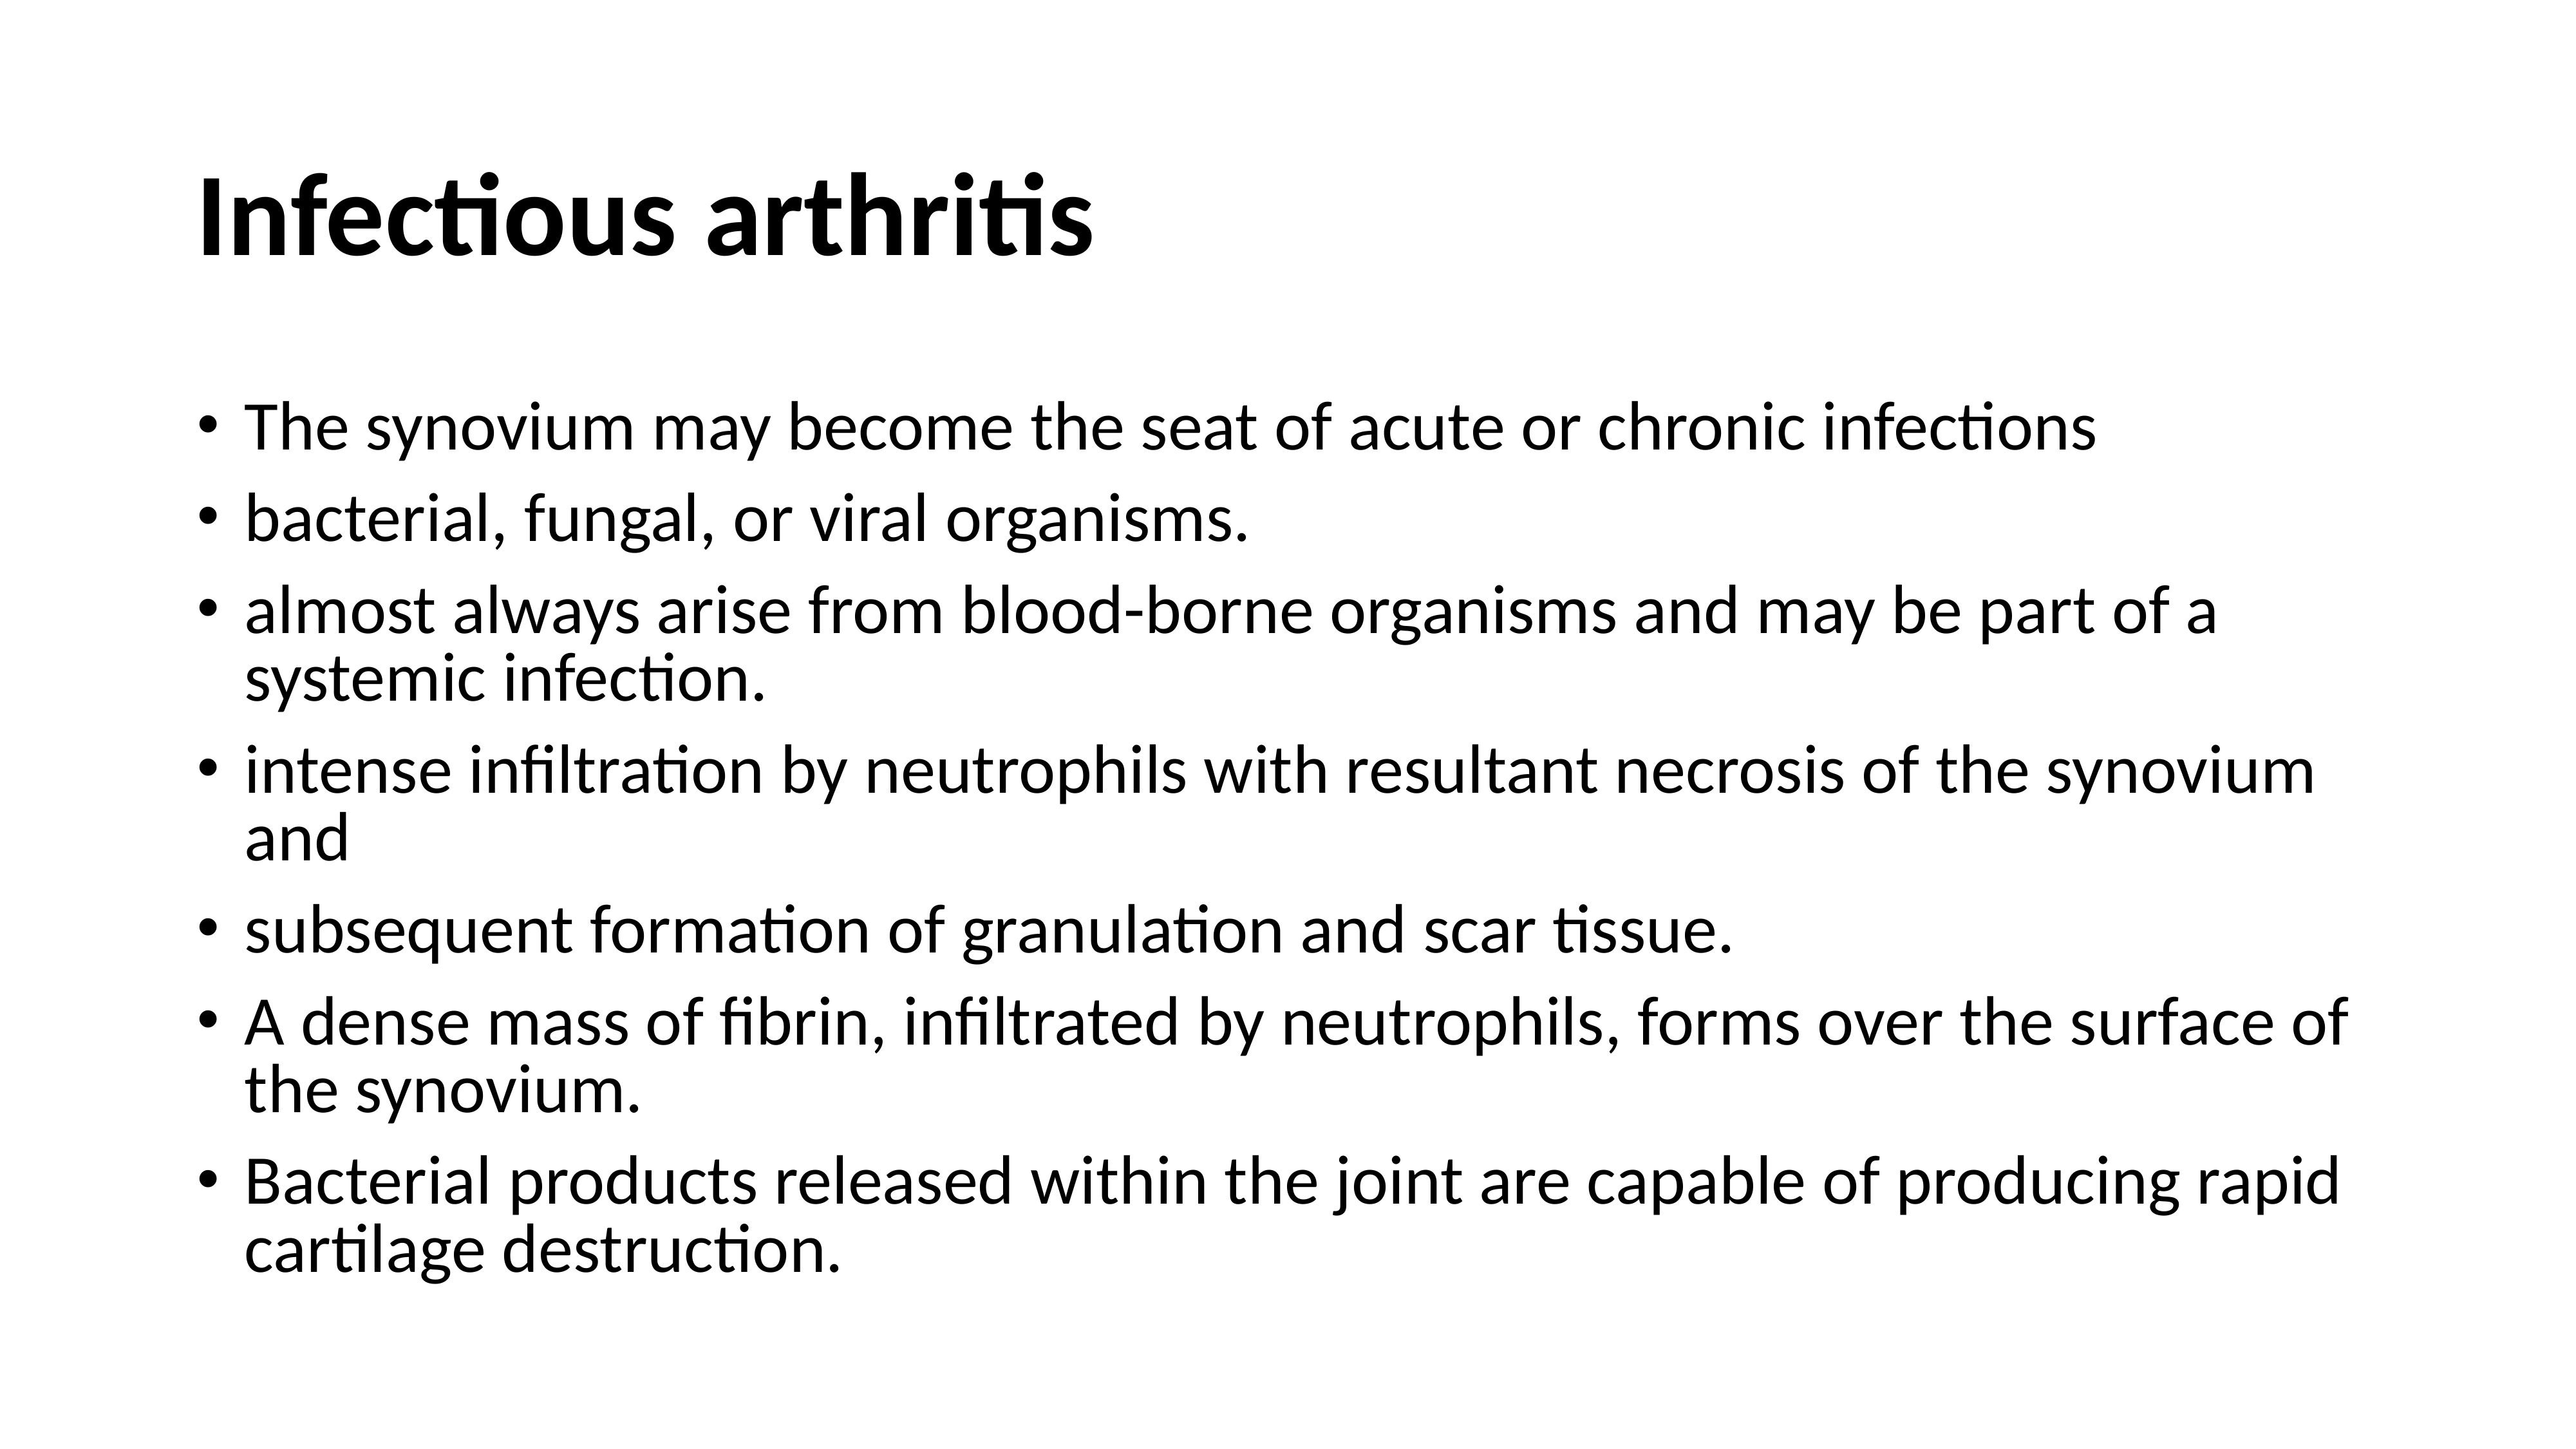 Infectious arthritis
• The synovium may become the seat of acute or chronic infections
• bacterial, fungal, or viral organisms.
• almost always arise from blood-borne organisms and may be part of a
systemic infection.
• intense infiltration by neutrophils with resultant necrosis of the synovium
and
• subsequent formation of granulation and scar tissue.
• A dense mass of fibrin, infiltrated by neutrophils, forms over the surface of
the synovium.
• Bacterial products released within the joint are capable of producing rapid
cartilage destruction.